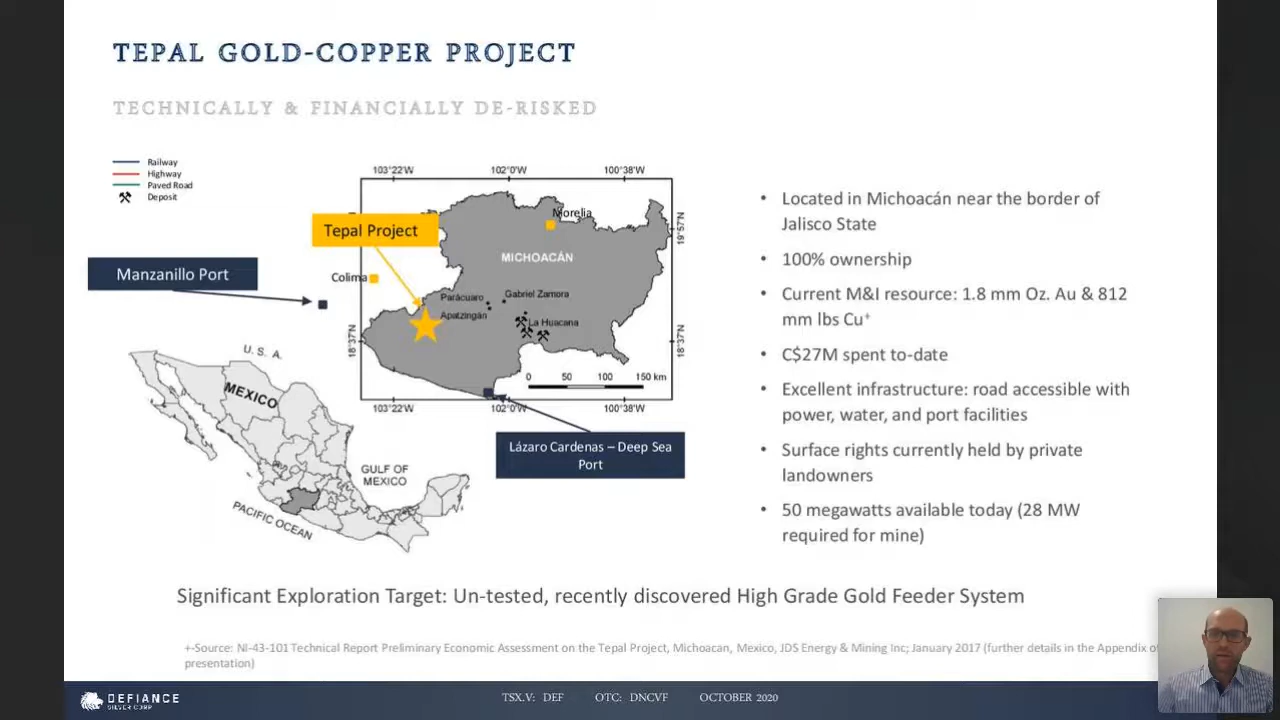 TEPAL GOLD-COPPER PROJECT
TECHNICALLY & FINANCIALLY DE-RISKED
Railway
Highway
Paved Road
Deposit
103°22'W
102°0'W
100°38'W
Morelia
19°57'N
Tepal Project
MICHOACÁN
Manzanillo Port
Colima
Parácuaro
Gabriel Zamora
Apatzingán
La Huacana
18°37'N
18°37'N
0 50 100 150 km
103°22'W
102°0'W
100°38'W
U. S. A.
MEXICO
Lázaro Cardenas – Deep Sea
Port
GULF OF
MEXICO
PACIFIC OCEAN
• Located in Michoacán near the border of
Jalisco State
• 100% ownership
• Current M&I resource: 1.8 mm Oz. Au & 812
mm lbs Cu⁺
• C$27M spent to-date
• Excellent infrastructure: road accessible with
power, water, and port facilities
• Surface rights currently held by private
landowners
• 50 megawatts available today (28 MW
required for mine)
Significant Exploration Target: Un-tested, recently discovered High Grade Gold Feeder System
+-Source: NI-43-101 Technical Report Preliminary Economic Assessment on the Tepal Project, Michoacan, Mexico, JDS Energy & Mining Inc; January 2017 (further details in the Appendix of
presentation)
DEFIANCE
SILVER CORP
TSX.V: DEF OTC: DNCVF OCTOBER 2020